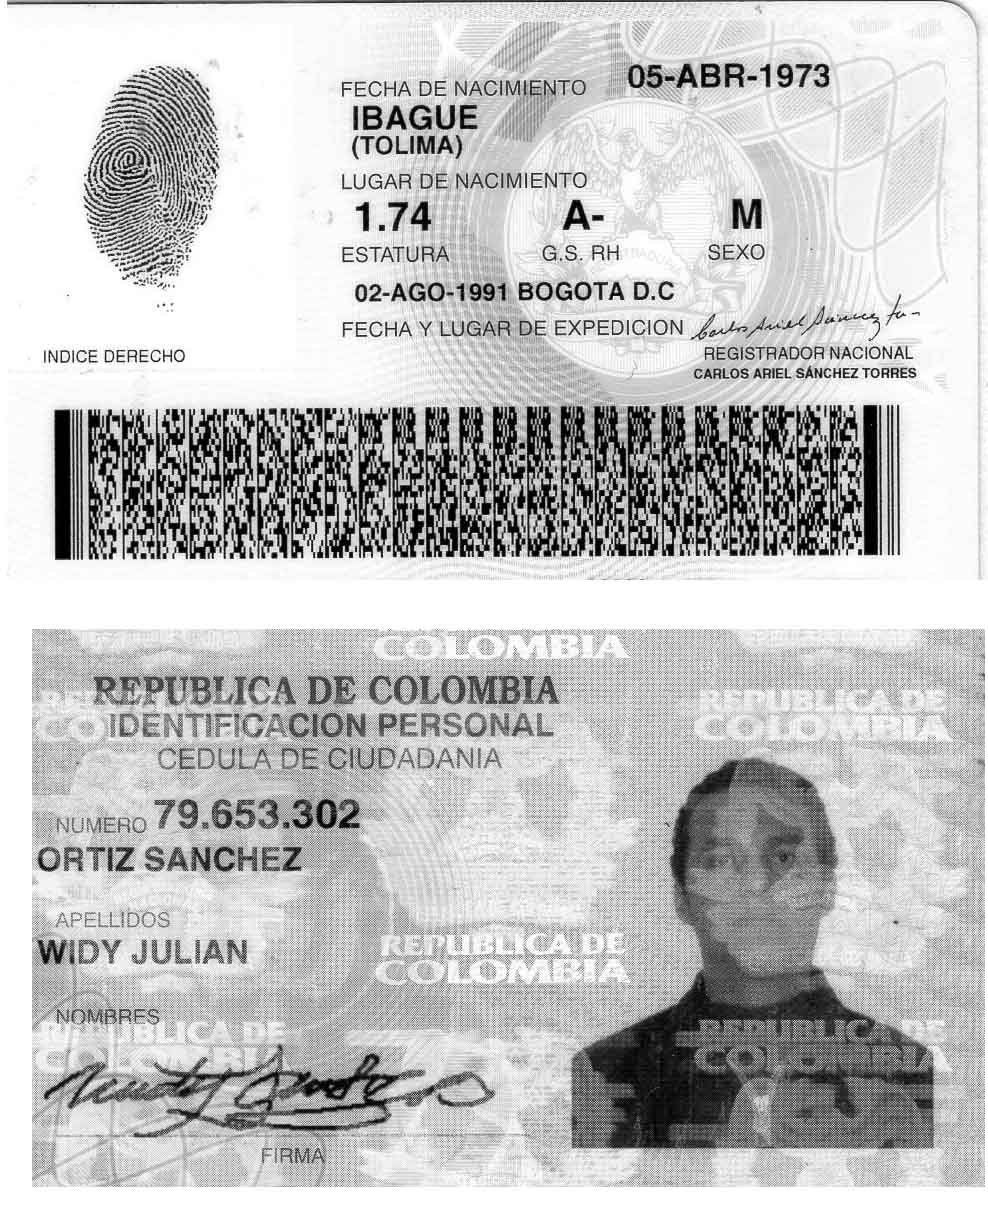 FECHA DE NACIMIENTO 05-ABR-1973
IBAGUE
(TOLIMA)
LUGAR DE NACIMIENTO
1.74 A- M
ESTATURA G.S. RH SEXO
02-AGO-1991 BOGOTA D.C
FECHA Y LUGAR DE EXPEDICION
INDICE DERECHO
REGISTRADOR NACIONAL
CARLOS ARIEL SÁNCHEZ TORRES
COLOMBIA
REPUBLICA DE COLOMBIA
IDENTIFICACION PERSONAL
CEDULA DE CIUDADANIA
REPUBLICA DE
COLOMBIA
NUMERO 79.653.302
ORTIZ SANCHEZ
APELLIDOS
WIDY JULIAN
REPUBLICA DE
COLOMBIA
NOMBRES
REPUBLICA DE
COLOMBIA
FIRMA